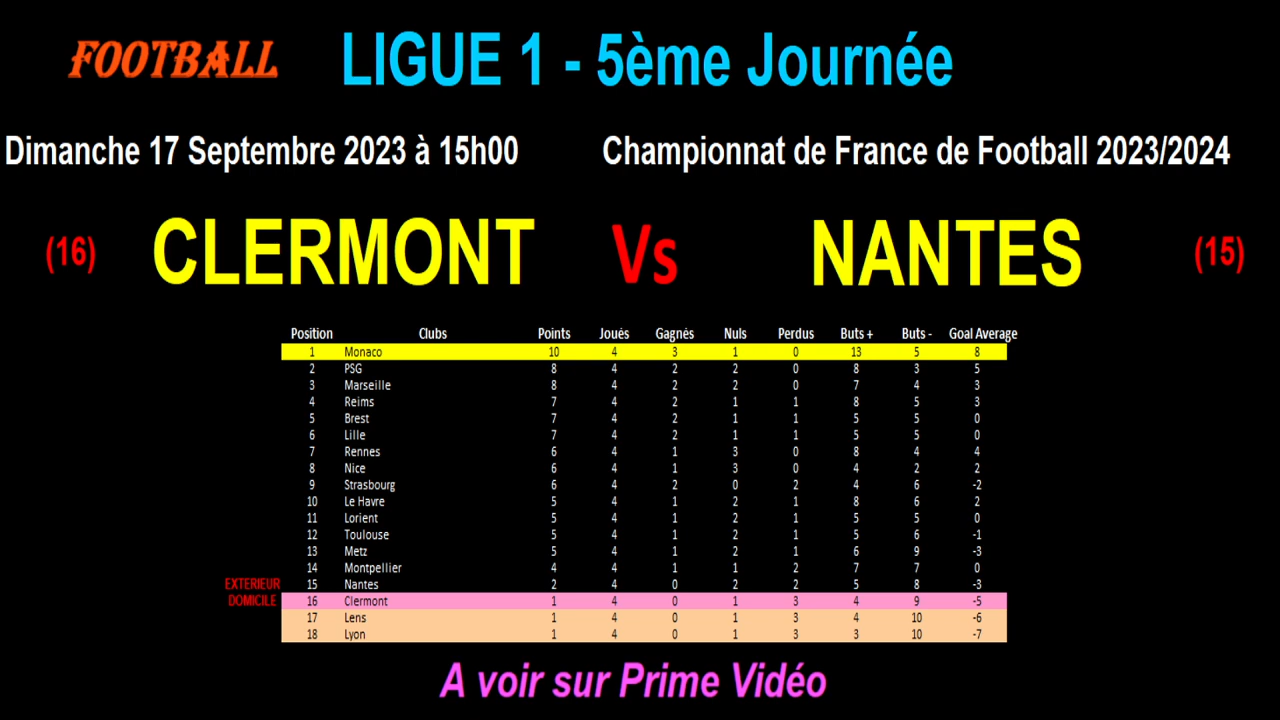 FOOTBALL LIGUE 1 - 5ème Journée
Dimanche 17 Septembre 2023 à 15h00 Championnat de France de Football 2023/2024
(16) CLERMONT Vs NANTES (15)
Position Clubs Points Joués Gagnés Nuls Perdus Buts + Buts - Goal Average
1 Monaco 10 4 3 1 0 13 5 8
2 PSG 8 4 2 2 0 8 3 5
3 Marseille 8 4 2 2 0 7 4 3
4 Reims 7 4 2 1 1 8 5 3
5 Brest 7 4 2 1 1 5 5 0
6 Lille 7 4 2 1 1 5 5 0
7 Rennes 6 4 1 3 0 8 4 4
8 Nice 6 4 1 3 0 4 2 2
9 Strasbourg 6 4 2 0 2 4 6 -2
10 Le Havre 5 4 1 2 1 8 6 2
11 Lorient 5 4 1 2 1 5 5 0
12 Toulouse 5 4 1 2 1 5 6 -1
13 Metz 5 4 1 2 1 6 9 -3
14 Montpellier 4 4 1 1 2 7 7 0
EXTERIEUR 15 Nantes 2 4 0 2 2 5 8 -3
DOMICILE 16 Clermont 1 4 0 1 3 4 9 -5
17 Lens 1 4 0 1 3 4 10 -6
18 Lyon 1 4 0 1 3 3 10 -7
A voir sur Prime Vidéo